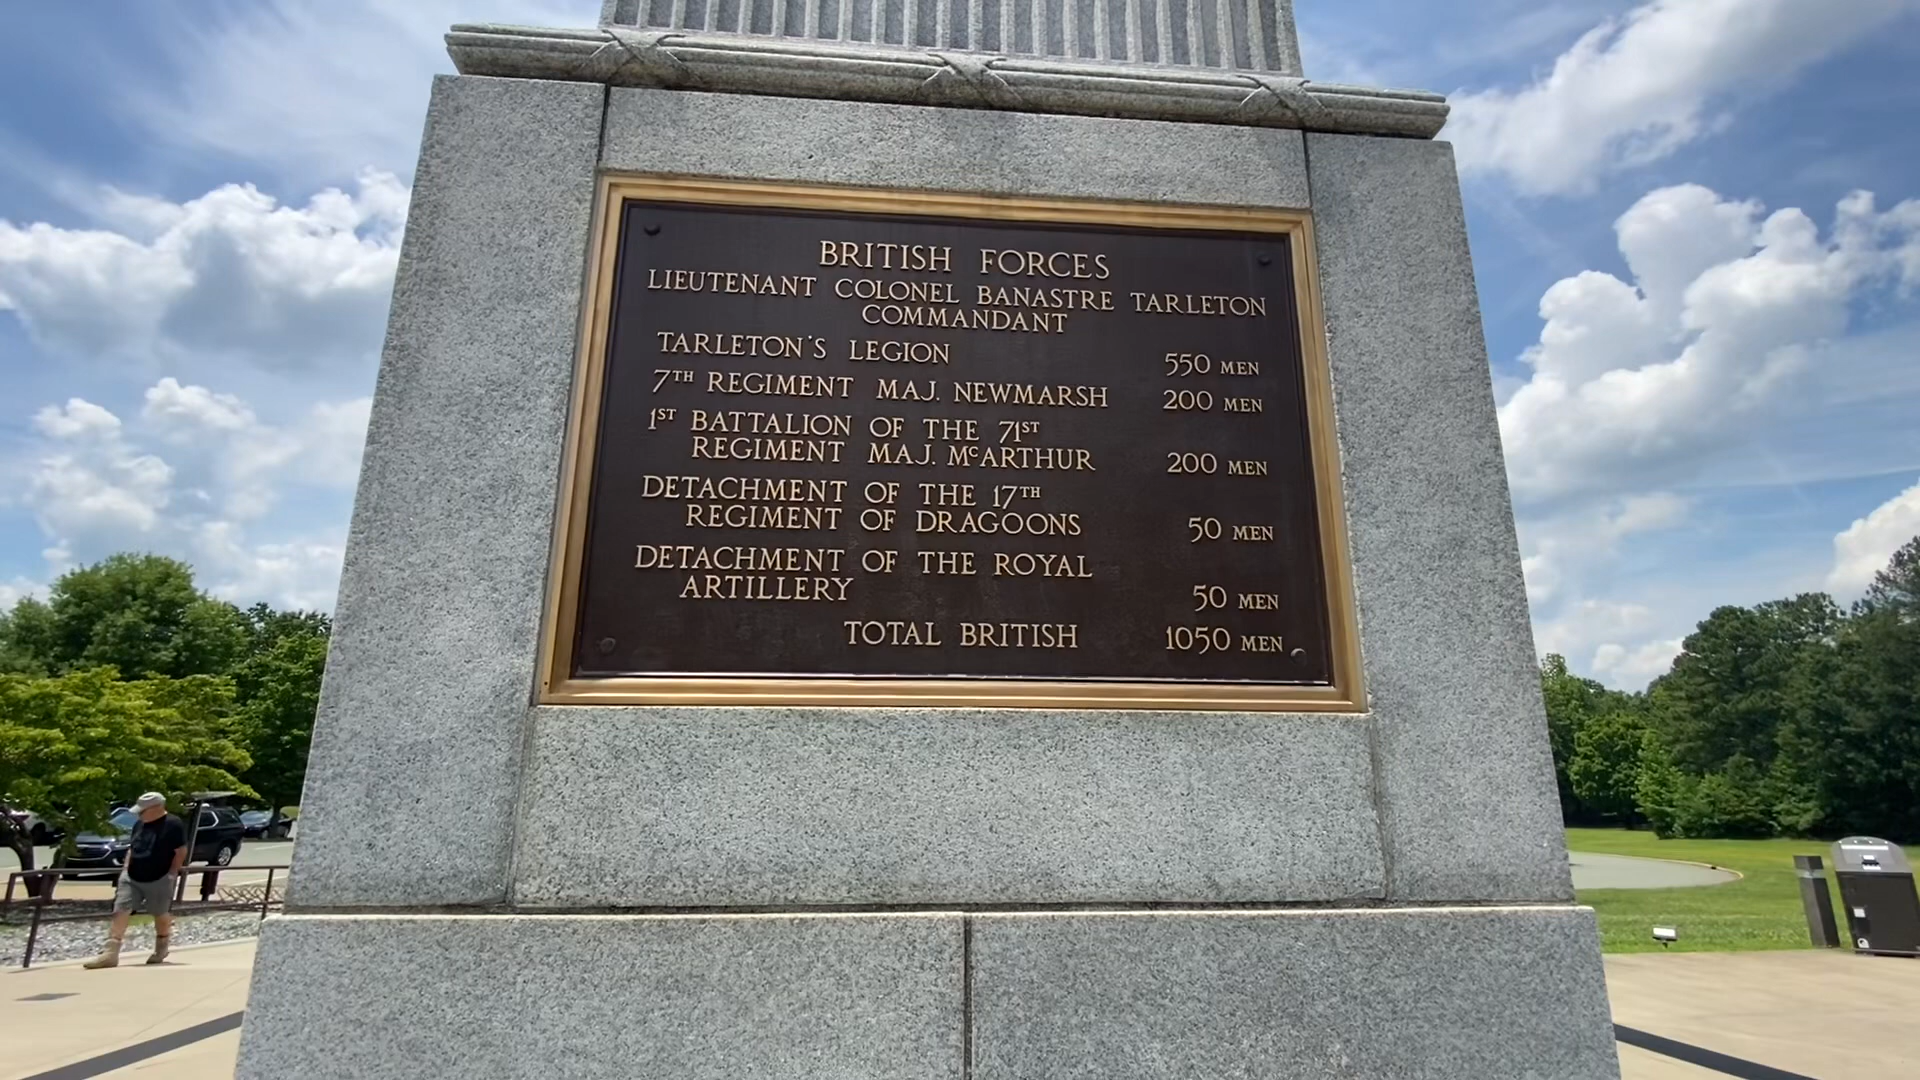 BRITISH FORCES
LIEUTENANT COLONEL BANASTRE TARLETON
COMMANDANT
TARLETON'S LEGION 550 MEN
7TH REGIMENT MAJ. NEWMARSH 200 MEN
1ST BATTALION OF THE 71ST
REGIMENT MAJ. McARTHUR 200 MEN
DETACHMENT OF THE 17TH
REGIMENT OF DRAGOONS 50 MEN
DETACHMENT OF THE ROYAL
ARTILLERY 50 MEN
TOTAL BRITISH 1050 MEN